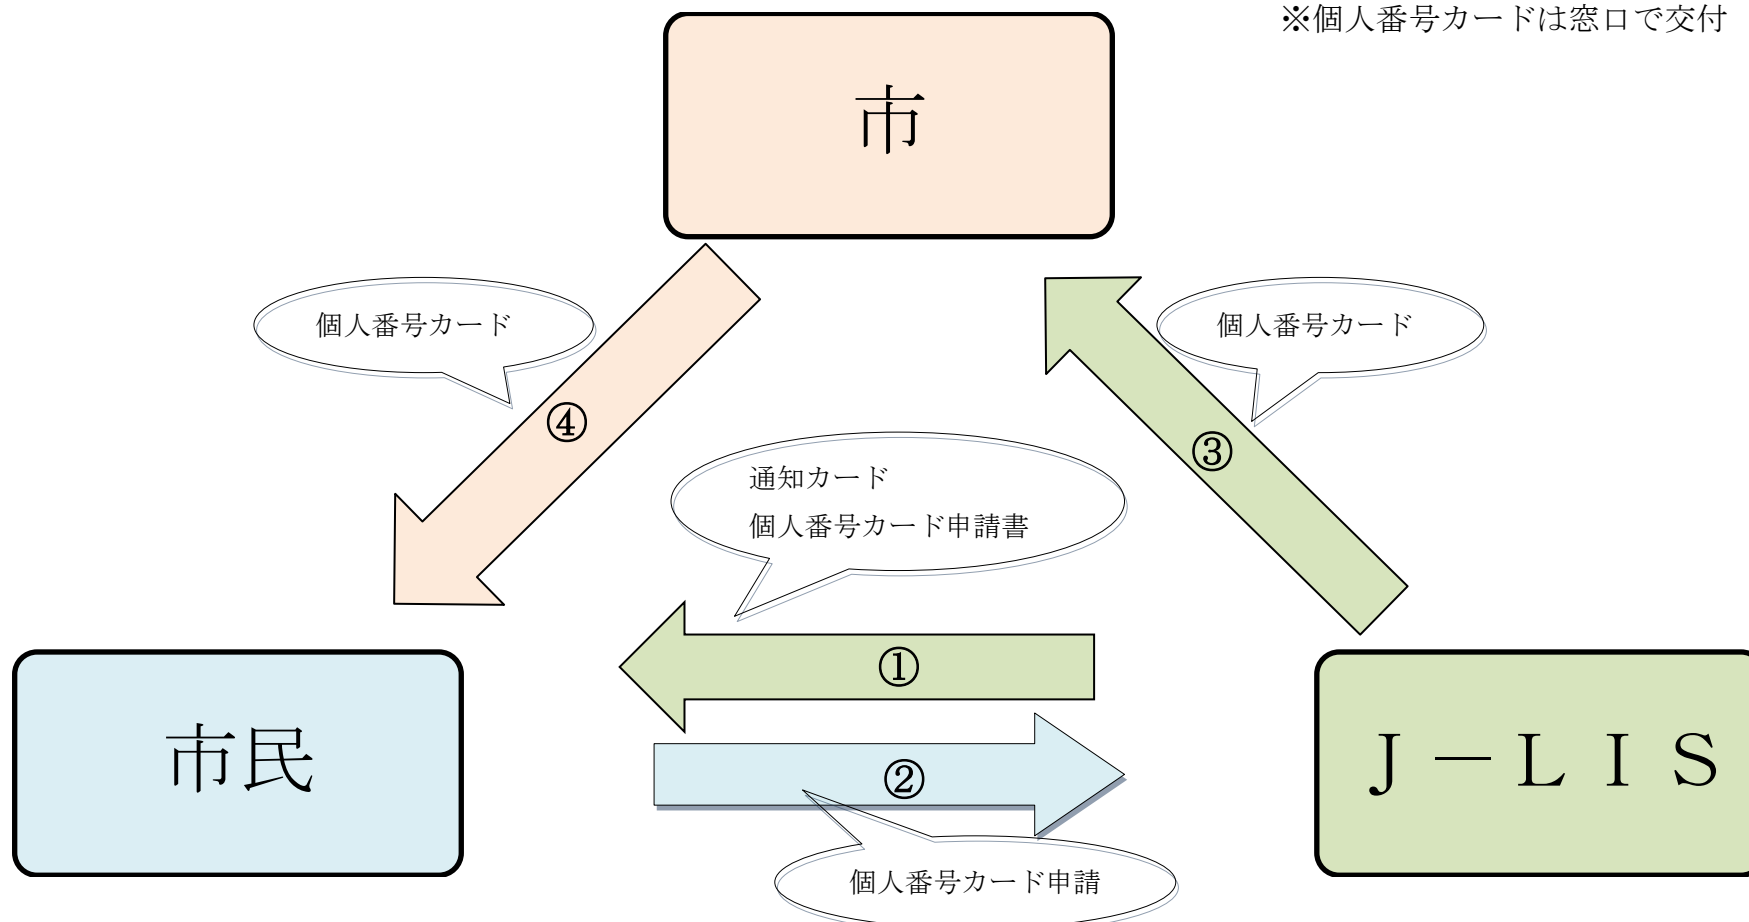 ※個人番号カードは窓口で交付
市
個人番号カード
個人番号カード
④
③
通知カード
個人番号カード申請書
①
市民
②
J－LIS
個人番号カード申請